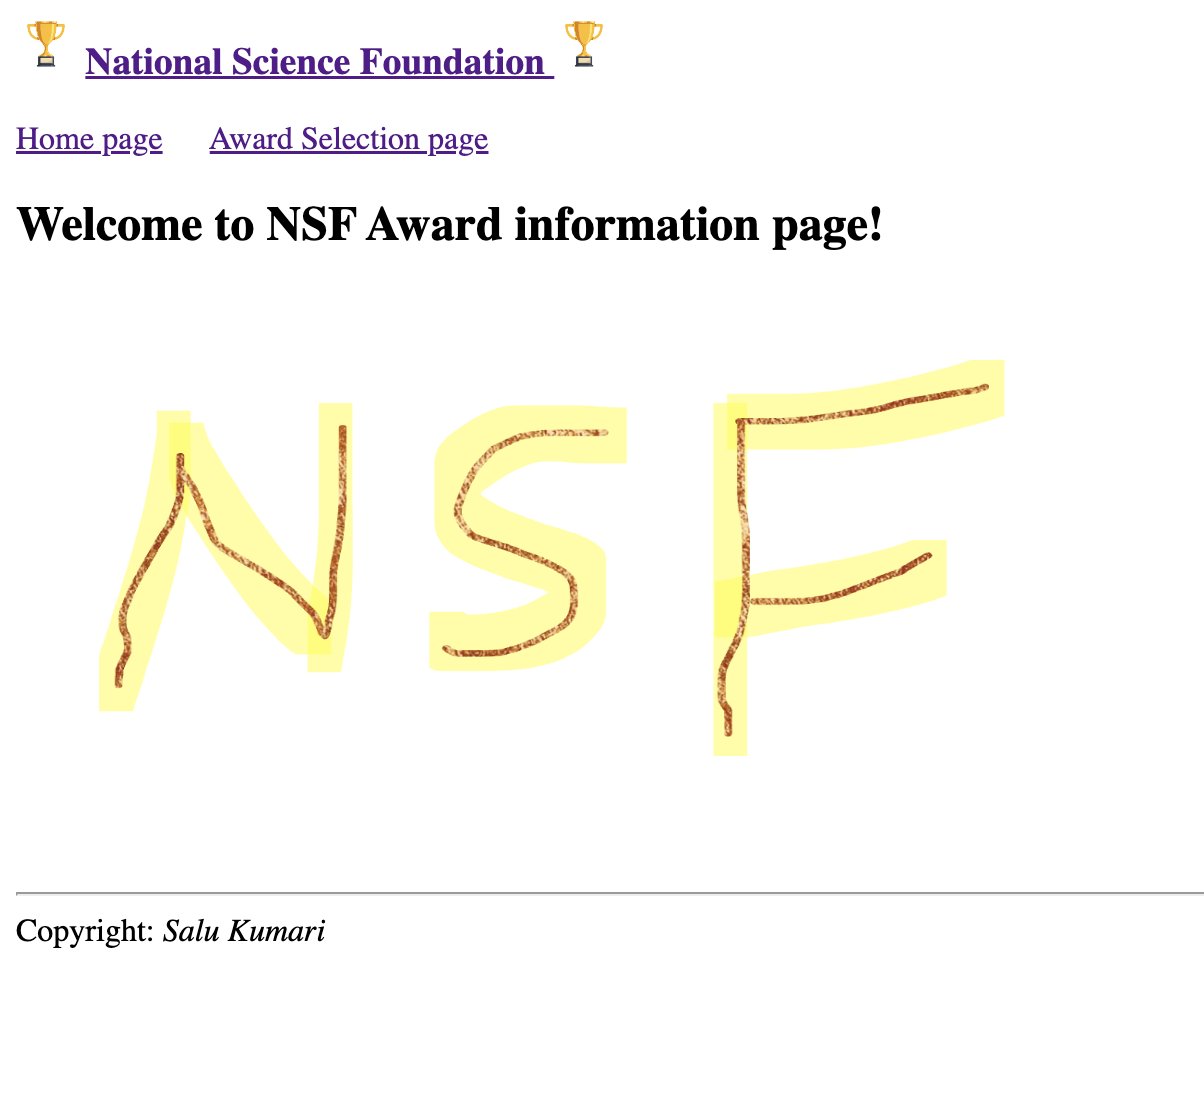 National Science Foundation
Home page Award Selection page
Welcome to NSF Award information page!
NSF
Copyright: Salu Kumari